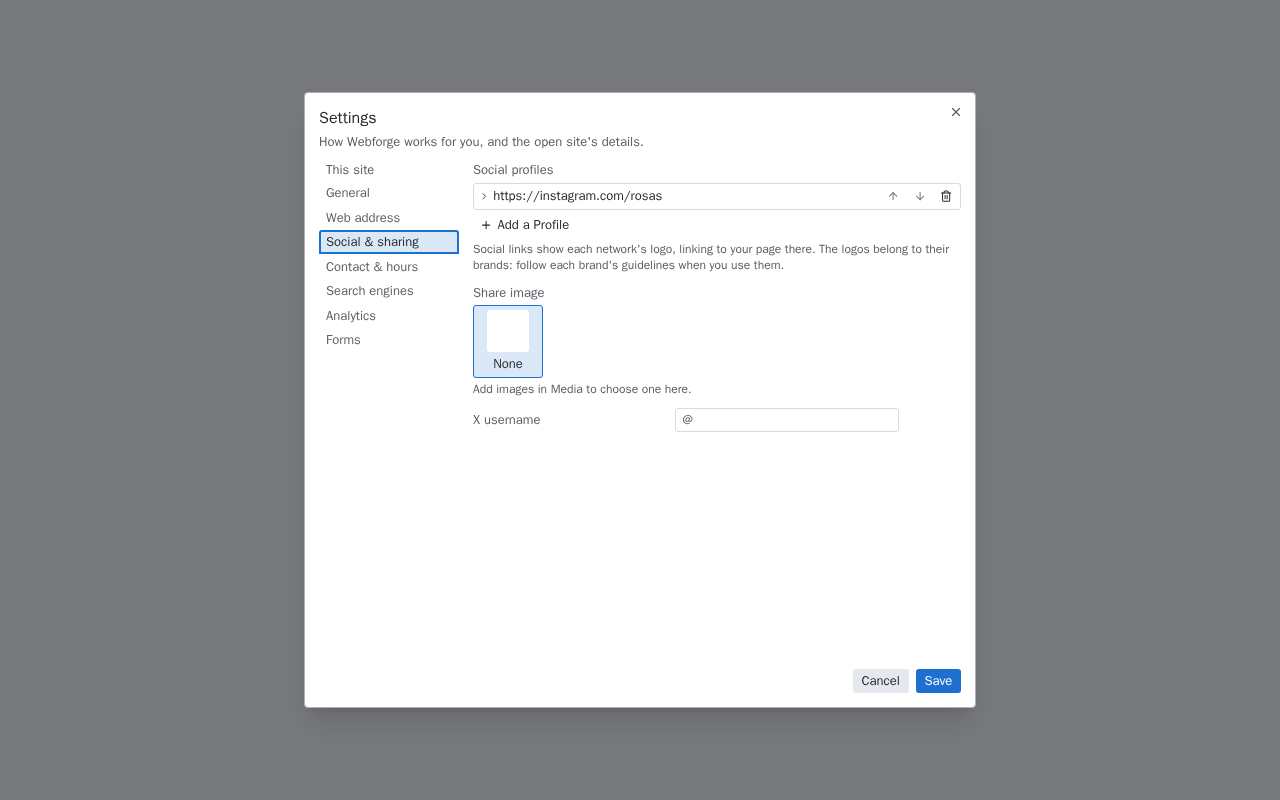 Settings
How Webforge works for you, and the open site's details.
This site
General
Web address
Social & sharing
Contact & hours
Search engines
Analytics
Forms
Social profiles
https://instagram.com/rosas
Add a Profile
Social links show each network's logo, linking to your page there. The logos belong to their
brands: follow each brand's guidelines when you use them.
Share image
None
Add images in Media to choose one here.
X username
@
Cancel
Save